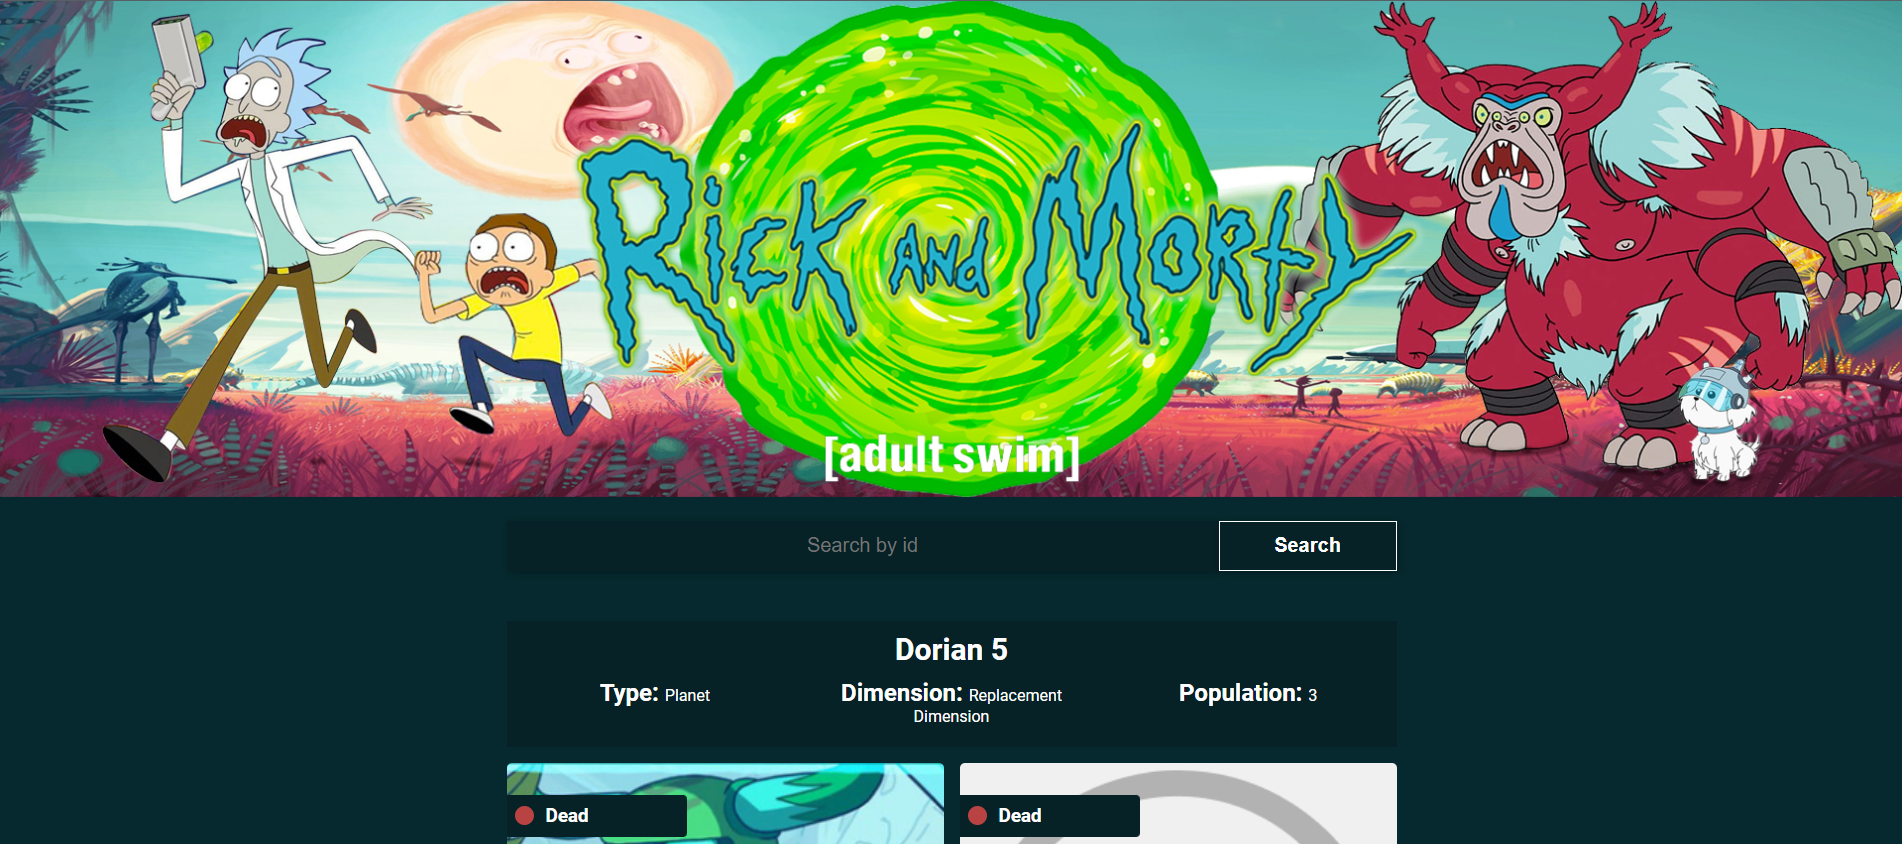 Rick and Morty
[adult swim]
Search by id
Search
Dorian 5
Type: Planet
Dimension: Replacement
Dimension
Population: 3
Dead
Dead